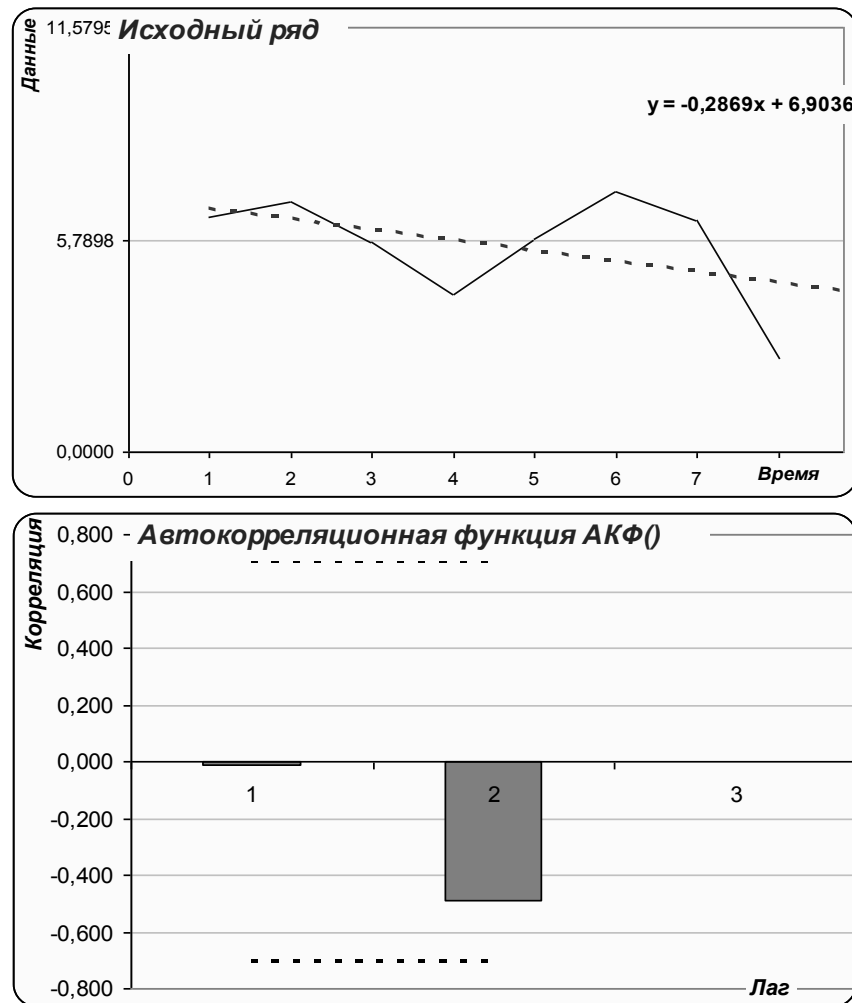 11,5795
Исходный ряд
Данные
y = -0,2869x + 6,9036
5,7898
0,0000
0 1 2 3 4 5 6 7
Время
0,800
Автокорреляционная функция АКФ()
Корреляция
0,600
0,400
0,200
0,000
1 2 3
-0,200
-0,400
-0,600
-0,800
Лаг